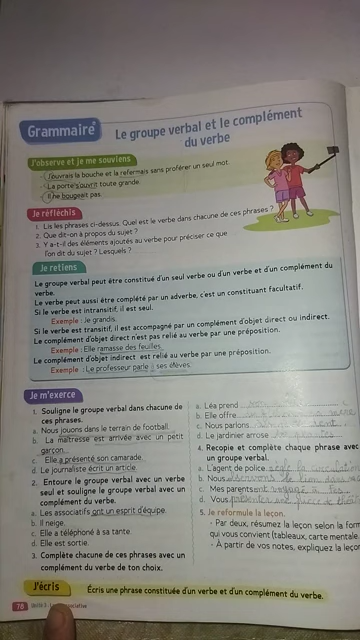 Grammaire
Le groupe verbal et le complément
du verbe
J'observe et je me souviens
- J'ouvrais la bouche et la refermais sans proférer un seul mot.
- La porte s'ouvrit toute grande.
- Il ne bougeait pas.
Je réfléchis
1. Lis les phrases ci-dessus. Quel est le verbe dans chacune de ces phrases ?
2. Que dit-on à propos du sujet ?
3. Y a-t-il des éléments ajoutés au verbe pour préciser ce que
l'on dit du sujet ? Lesquels ?
Je retiens
Le groupe verbal peut être constitué d'un seul verbe ou d'un verbe et d'un complément du
verbe.
Le verbe peut aussi être complété par un adverbe, c'est un constituant facultatif.
Si le verbe est intransitif, il est seul.
Exemple : Je grandis.
Si le verbe est transitif, il est accompagné par un complément d'objet direct ou indirect.
Le complément d'objet direct n'est pas relié au verbe par une préposition.
Exemple : Elle ramasse des feuilles.
Le complément d'objet indirect est relié au verbe par une préposition.
Exemple : Le professeur parle à ses élèves.
Je m'exerce
1. Souligne le groupe verbal dans chacune de
ces phrases.
a. Nous jouons dans le terrain de football.
b. La maîtresse est arrivée avec un petit
garçon.
c. Elle a présenté son camarade.
d. Le journaliste écrit un article.
2. Entoure le groupe verbal avec un verbe
seul et souligne le groupe verbal avec un
complément du verbe.
a. Les associatifs ont un esprit d'équipe.
b. Il neige.
c. Elle a téléphoné à sa tante.
d. Elle est sortie.
3. Complète chacune de ces phrases avec un
complément du verbe de ton choix.
a. Léa prend
b. Elle offre
c. Nous parlons
d. Le jardinier arrose
4. Recopie et complète chaque phrase avec
un groupe verbal.
a. L'agent de police
b. Nous
c. Mes parents
d. Vous
5. Je reformule la leçon.
- Par deux, résumez la leçon selon la form
qui vous convient (tableaux, carte mentale
- À partir de vos notes, expliquez la leçon
J'écris
Écris une phrase constituée d'un verbe et d'un complément du verbe.
78 Unité 5